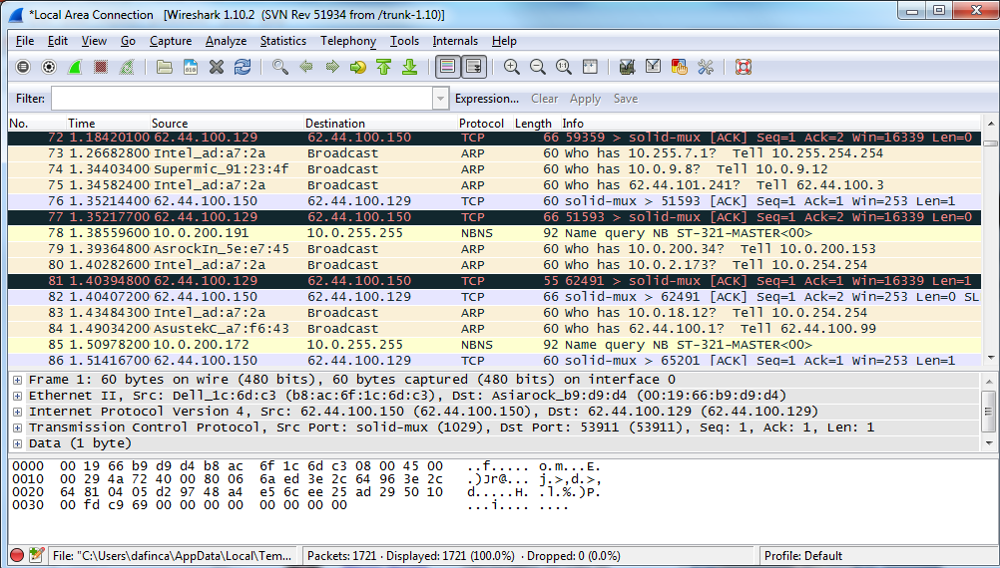 *Local Area Connection [Wireshark 1.10.2 (SVN Rev 51934 from /trunk-1.10)]
File Edit View Go Capture Analyze Statistics Telephony Tools Internals Help
Filter: Expression... Clear Apply Save
No. Time Source Destination Protocol Length Info
72 1.18420100 62.44.100.129 62.44.100.150 TCP 66 59359 > solid-mux [ACK] Seq=1 Ack=2 Win=16339 Len=0
73 1.26682800 Intel_ad:a7:2a Broadcast ARP 60 Who has 10.255.7.1? Tell 10.255.254.254
74 1.34403400 Supermic_91:23:4f Broadcast ARP 60 Who has 10.0.9.8? Tell 10.0.9.12
75 1.34582400 Intel_ad:a7:2a Broadcast ARP 60 Who has 62.44.101.241? Tell 62.44.100.3
76 1.35214400 62.44.100.150 62.44.100.129 TCP 60 solid-mux > 51593 [ACK] Seq=1 Ack=1 Win=253 Len=1
77 1.35217700 62.44.100.129 62.44.100.150 TCP 66 51593 > solid-mux [ACK] Seq=1 Ack=2 Win=16339 Len=0
78 1.38559600 10.0.200.191 10.0.255.255 NBNS 92 Name query NB ST-321-MASTER<00>
79 1.39364800 AsrockIn_5e:e7:45 Broadcast ARP 60 Who has 10.0.200.34? Tell 10.0.200.153
80 1.40282600 Intel_ad:a7:2a Broadcast ARP 60 Who has 10.0.2.173? Tell 10.0.254.254
81 1.40394800 62.44.100.129 62.44.100.150 TCP 55 62491 > solid-mux [ACK] Seq=1 Ack=1 Win=16339 Len=1
82 1.40407200 62.44.100.150 62.44.100.129 TCP 66 solid-mux > 62491 [ACK] Seq=1 Ack=2 Win=253 Len=0 SL
83 1.43484300 Intel_ad:a7:2a Broadcast ARP 60 Who has 10.0.18.12? Tell 10.0.254.254
84 1.49034200 AsustekC_a7:f6:43 Broadcast ARP 60 Who has 62.44.100.1? Tell 62.44.100.99
85 1.50978200 10.0.200.172 10.0.255.255 NBNS 92 Name query NB ST-321-MASTER<00>
86 1.51416700 62.44.100.150 62.44.100.129 TCP 60 solid-mux > 65201 [ACK] Seq=1 Ack=1 Win=253 Len=1
Frame 1: 60 bytes on wire (480 bits), 60 bytes captured (480 bits) on interface 0
Ethernet II, Src: Dell_1c:6d:c3 (b8:ac:6f:1c:6d:c3), Dst: Asiarock_b9:d9:d4 (00:19:66:b9:d9:d4)
Internet Protocol Version 4, Src: 62.44.100.150 (62.44.100.150), Dst: 62.44.100.129 (62.44.100.129)
Transmission Control Protocol, Src Port: solid-mux (1029), Dst Port: 53911 (53911), Seq: 1, Ack: 1, Len: 1
Data (1 byte)
0000 00 19 66 b9 d9 d4 b8 ac 6f 1c 6d c3 08 00 45 00 ..f..... o.m...E.
0010 00 29 4a 72 40 00 80 06 6a ed 3e 2c 64 96 3e 2c .)Jr@... j.>,d.>,
0020 64 81 04 05 d2 97 48 a4 e5 6c ee 25 ad 29 50 10 d.....H. .l.%.)P.
0030 00 fd c9 69 00 00 00 00 00 00 00 00 ...i.... ....
File: "C:\Users\dafinca\AppData\Local\Tem... Packets: 1721 · Displayed: 1721 (100.0%) · Dropped: 0 (0.0%) Profile: Default